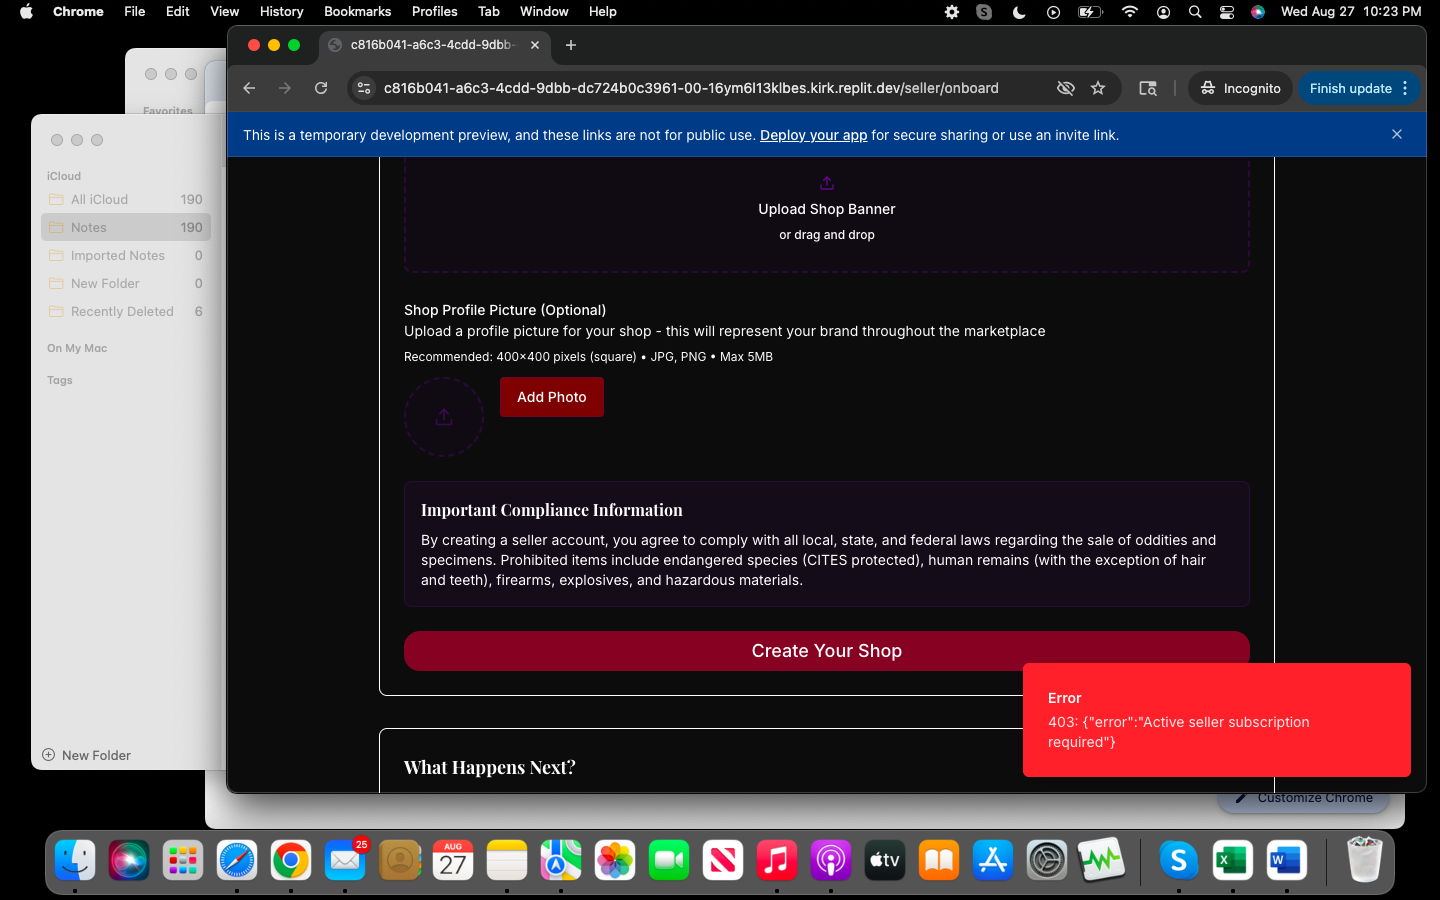 Chrome File Edit View History Bookmarks Profiles Tab Window Help Wed Aug 27 10:23 PM
c816b041-a6c3-4cdd-9dbb-
c816b041-a6c3-4cdd-9dbb-dc724b0c3961-00-16ym6l13klbes.kirk.replit.dev/seller/onboard Incognito Finish update
This is a temporary development preview, and these links are not for public use. Deploy your app for secure sharing or use an invite link.
Favorites
iCloud
All iCloud 190
Notes 190
Imported Notes 0
New Folder 0
Recently Deleted 6
On My Mac
Tags
New Folder
Upload Shop Banner
or drag and drop
Shop Profile Picture (Optional)
Upload a profile picture for your shop - this will represent your brand throughout the marketplace
Recommended: 400×400 pixels (square) • JPG, PNG • Max 5MB
Add Photo
Important Compliance Information
By creating a seller account, you agree to comply with all local, state, and federal laws regarding the sale of oddities and
specimens. Prohibited items include endangered species (CITES protected), human remains (with the exception of hair
and teeth), firearms, explosives, and hazardous materials.
Create Your Shop
Error
403: {"error":"Active seller subscription
required"}
What Happens Next?
Customize Chrome
25
AUG
27
tv
S
X
W